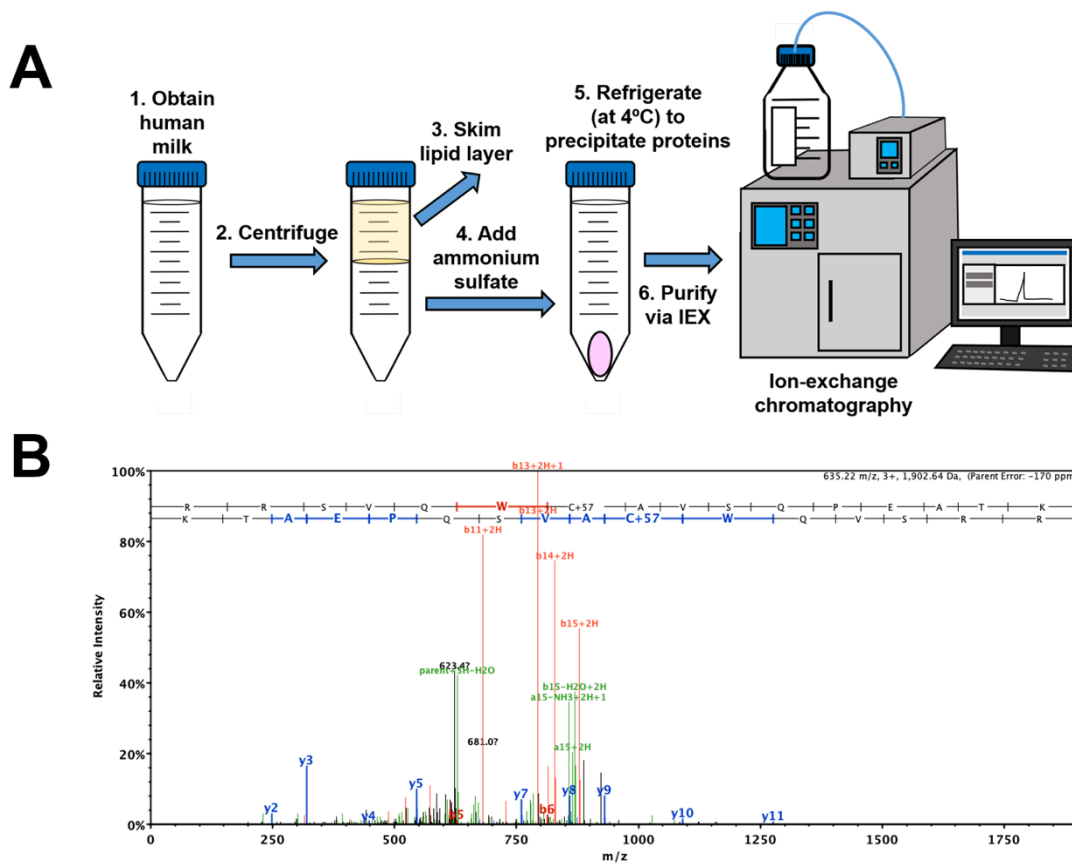 A
1. Obtain
human
milk
2. Centrifuge
3. Skim
lipid layer
4. Add
ammonium
sulfate
5. Refrigerate
(at 4ºC) to
precipitate proteins
6. Purify
via IEX
Ion-exchange
chromatography
B
b13+2H+1
635.22 m/z, 3+, 1,902.64 Da, (Parent Error: -170 ppm
R R S V Q W C+57 A V S Q P E A T K
K T A E P Q S V A C+57 W Q V S R R
b13+2H
b11+2H
b14+2H
b15+2H
623.4?
parent+3H-H2O
b15-H2O+2H
a15-NH3+2H+1
681.0?
a15+2H
y3
y5
y7
y8
y9
y2
y4
b5
b6
y10
y11
100%
80%
60%
40%
20%
0%
Relative Intensity
0 250 500 750 1000 1250 1500 1750
m/z